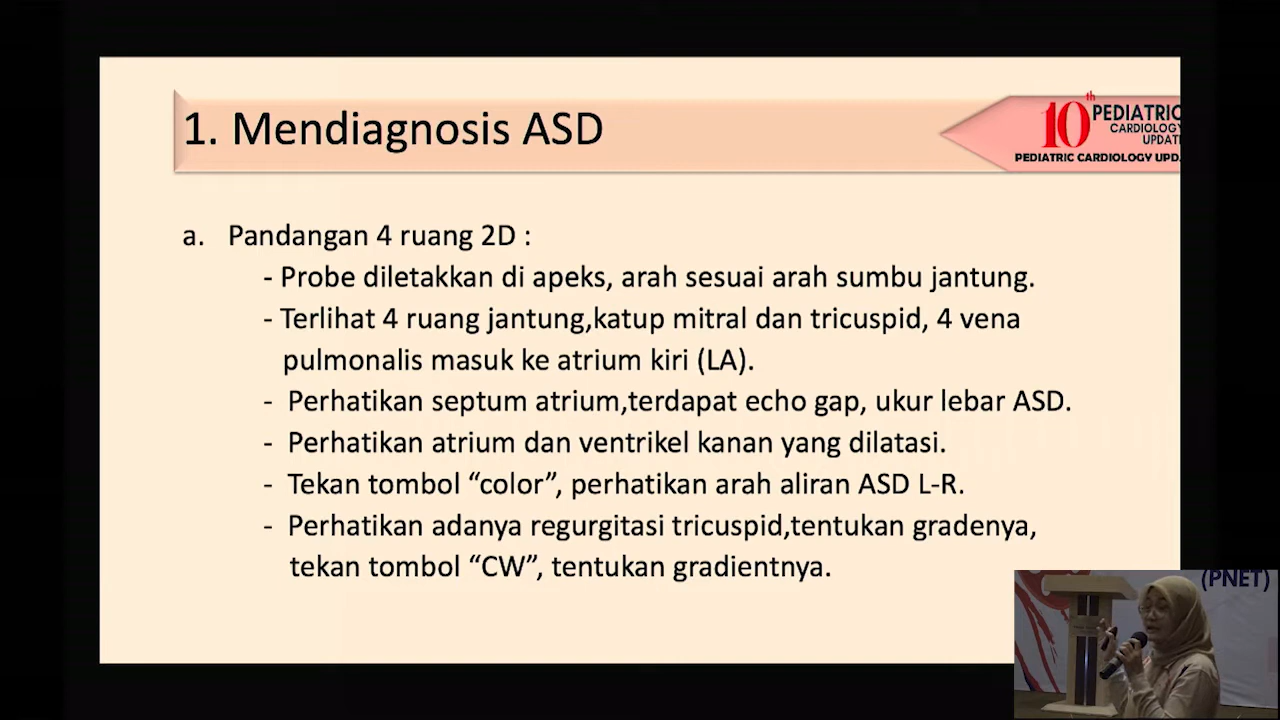 1. Mendiagnosis ASD
10th PEDIATRIC
CARDIOLOGY
PEDIATRIC CARDIOLOGY
a. Pandangan 4 ruang 2D :
- Probe diletakkan di apeks, arah sesuai arah sumbu jantung.
- Terlihat 4 ruang jantung,katup mitral dan tricuspid, 4 vena
pulmonalis masuk ke atrium kiri (LA).
- Perhatikan septum atrium,terdapat echo gap, ukur lebar ASD.
- Perhatikan atrium dan ventrikel kanan yang dilatasi.
- Tekan tombol “color”, perhatikan arah aliran ASD L-R.
- Perhatikan adanya regurgitasi tricuspid,tentukan gradenya,
tekan tombol “CW”, tentukan gradientnya.
(PNET)